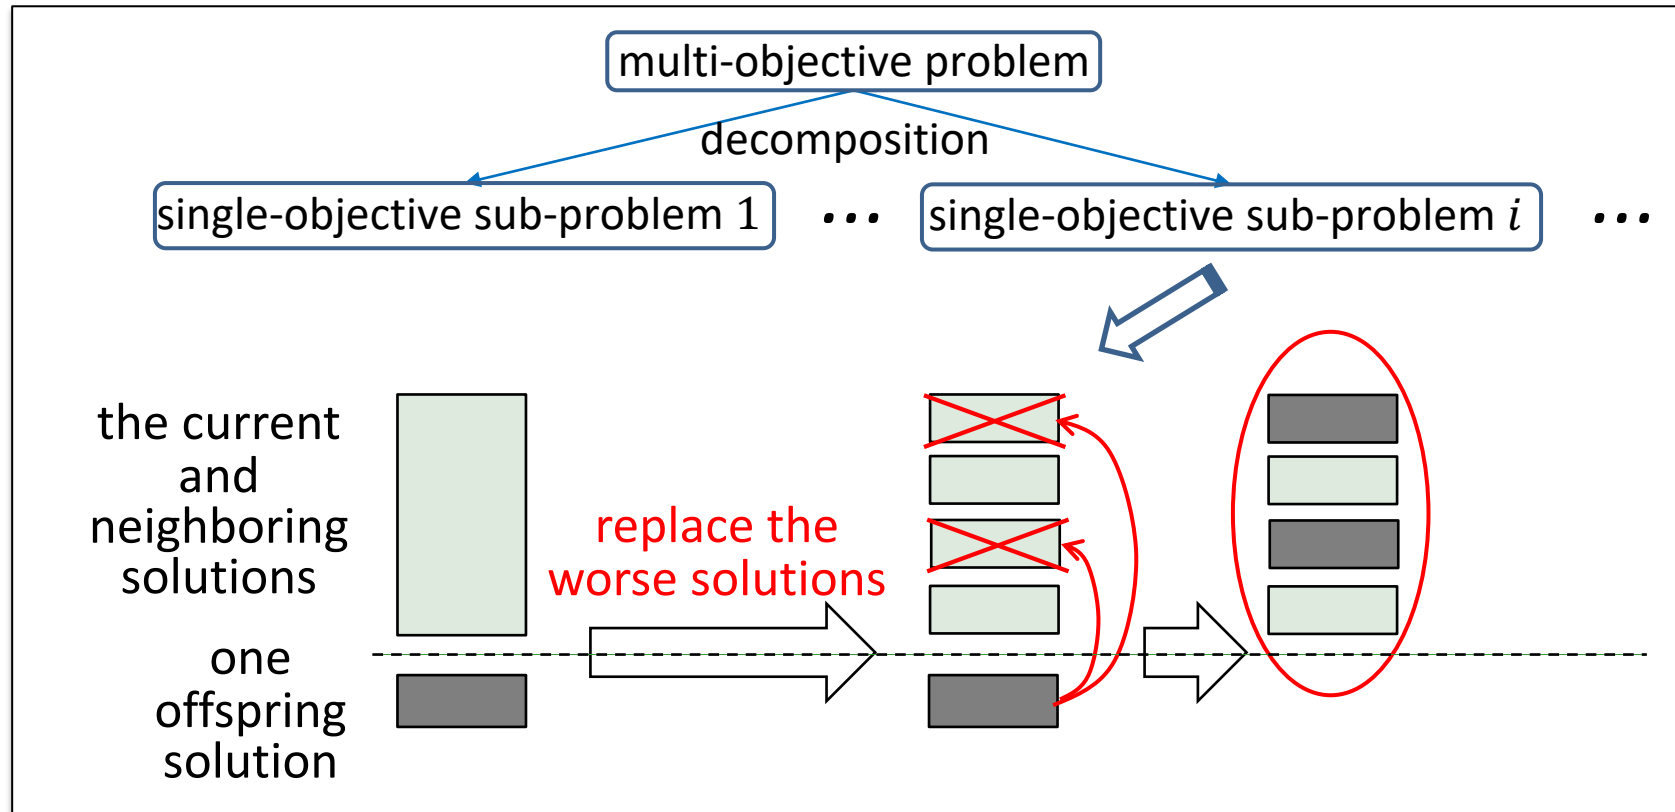 multi-objective problem
decomposition
single-objective sub-problem 1
...
single-objective sub-problem i
...
the current
and
neighboring
solutions
replace the
worse solutions
one
offspring
solution